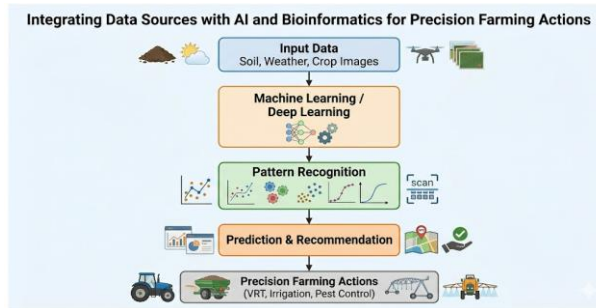 Integrating Data Sources with AI and Bioinformatics for Precision Farming Actions
Input Data
Soil, Weather, Crop Images
Machine Learning /
Deep Learning
Pattern Recognition
scan
Prediction & Recommendation
Precision Farming Actions
(VRT, Irrigation, Pest Control)